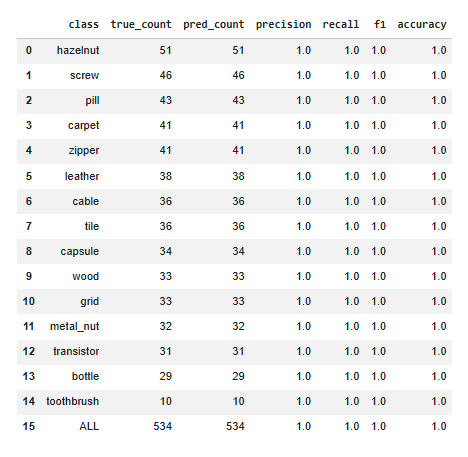 class true_count pred_count precision recall f1 accuracy
0 hazelnut 51 51 1.0 1.0 1.0 1.0
1 screw 46 46 1.0 1.0 1.0 1.0
2 pill 43 43 1.0 1.0 1.0 1.0
3 carpet 41 41 1.0 1.0 1.0 1.0
4 zipper 41 41 1.0 1.0 1.0 1.0
5 leather 38 38 1.0 1.0 1.0 1.0
6 cable 36 36 1.0 1.0 1.0 1.0
7 tile 36 36 1.0 1.0 1.0 1.0
8 capsule 34 34 1.0 1.0 1.0 1.0
9 wood 33 33 1.0 1.0 1.0 1.0
10 grid 33 33 1.0 1.0 1.0 1.0
11 metal_nut 32 32 1.0 1.0 1.0 1.0
12 transistor 31 31 1.0 1.0 1.0 1.0
13 bottle 29 29 1.0 1.0 1.0 1.0
14 toothbrush 10 10 1.0 1.0 1.0 1.0
15 ALL 534 534 1.0 1.0 1.0 1.0